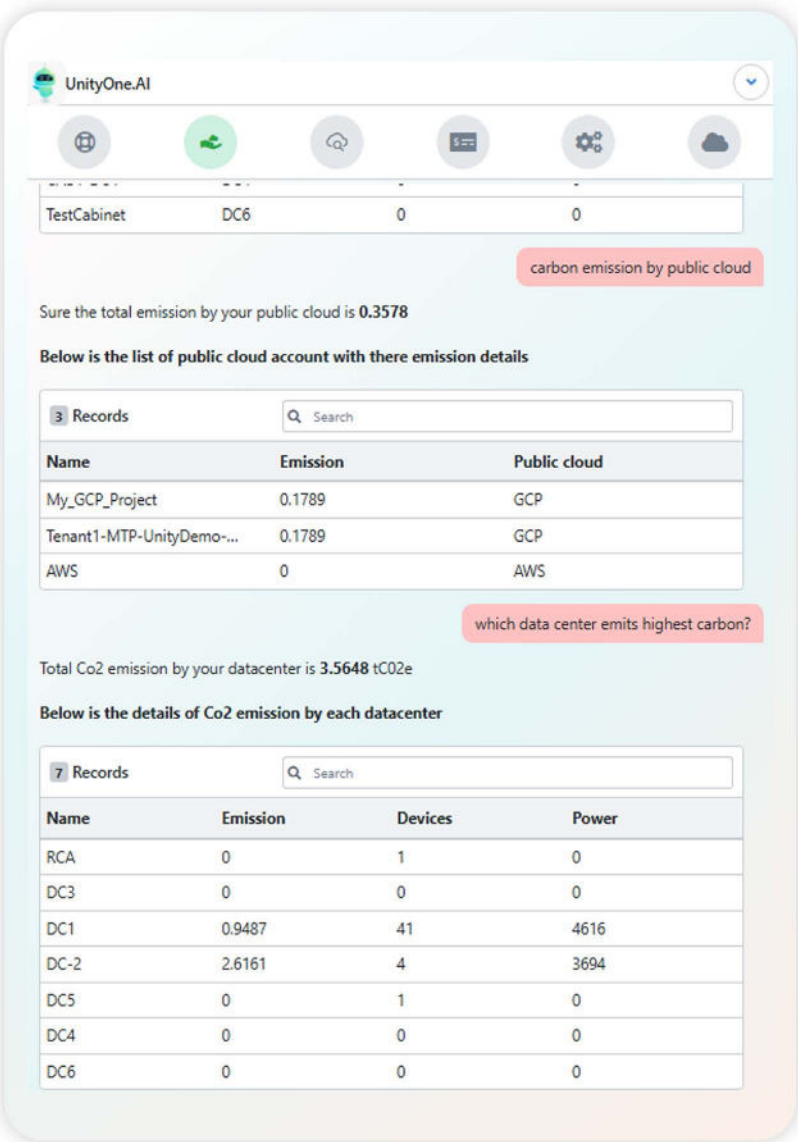 UnityOne.AI
TestCabinet DC6 0 0
carbon emission by public cloud
Sure the total emission by your public cloud is 0.3578
Below is the list of public cloud account with there emission details
3 Records Search
Name Emission Public cloud
My_GCP_Project 0.1789 GCP
Tenant1-MTP-UnityDemo-... 0.1789 GCP
AWS 0 AWS
which data center emits highest carbon?
Total Co2 emission by your datacenter is 3.5648 tC02e
Below is the details of Co2 emission by each datacenter
7 Records Search
Name Emission Devices Power
RCA 0 1 0
DC3 0 0 0
DC1 0.9487 41 4616
DC-2 2.6161 4 3694
DC5 0 1 0
DC4 0 0 0
DC6 0 0 0